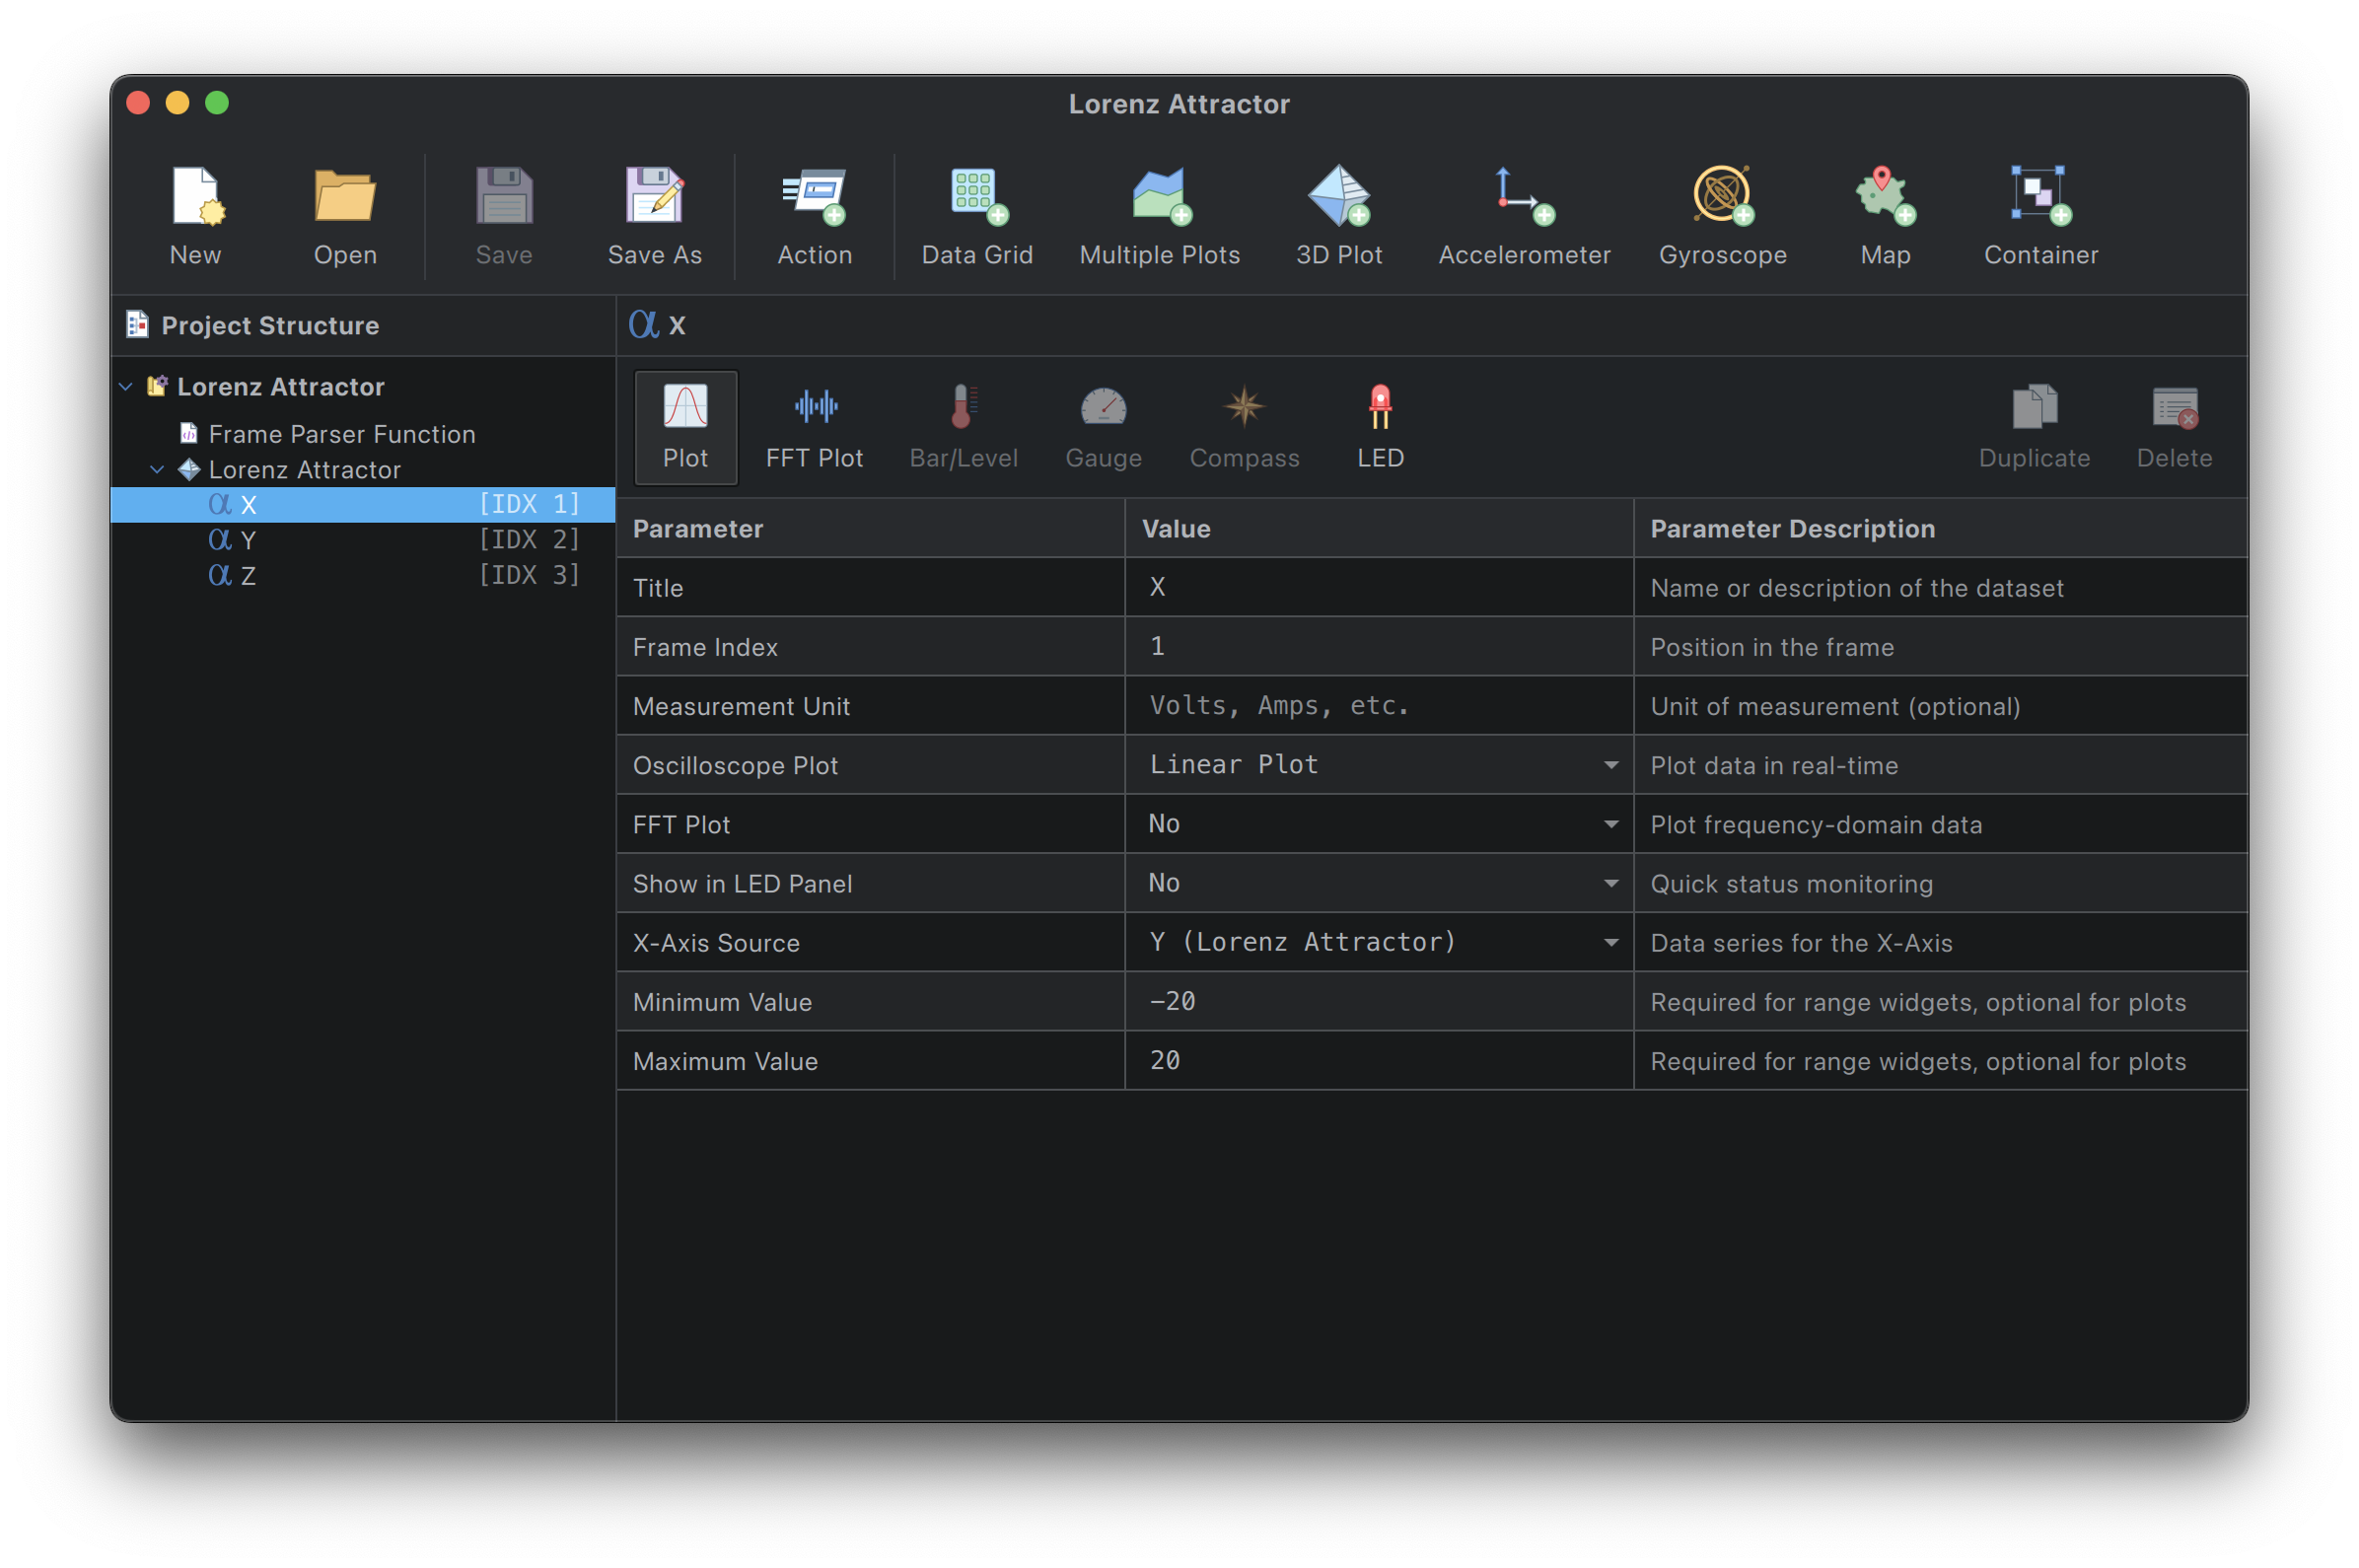 Lorenz Attractor
New Open Save Save As Action Data Grid Multiple Plots 3D Plot Accelerometer Gyroscope Map Container
Project Structure
Lorenz Attractor
Frame Parser Function
Lorenz Attractor
α X [IDX 1]
α Y [IDX 2]
α Z [IDX 3]
α X
Plot FFT Plot Bar/Level Gauge Compass LED Duplicate Delete
Parameter Value Parameter Description
Title X Name or description of the dataset
Frame Index 1 Position in the frame
Measurement Unit Volts, Amps, etc. Unit of measurement (optional)
Oscilloscope Plot Linear Plot Plot data in real-time
FFT Plot No Plot frequency-domain data
Show in LED Panel No Quick status monitoring
X-Axis Source Y (Lorenz Attractor) Data series for the X-Axis
Minimum Value −20 Required for range widgets, optional for plots
Maximum Value 20 Required for range widgets, optional for plots